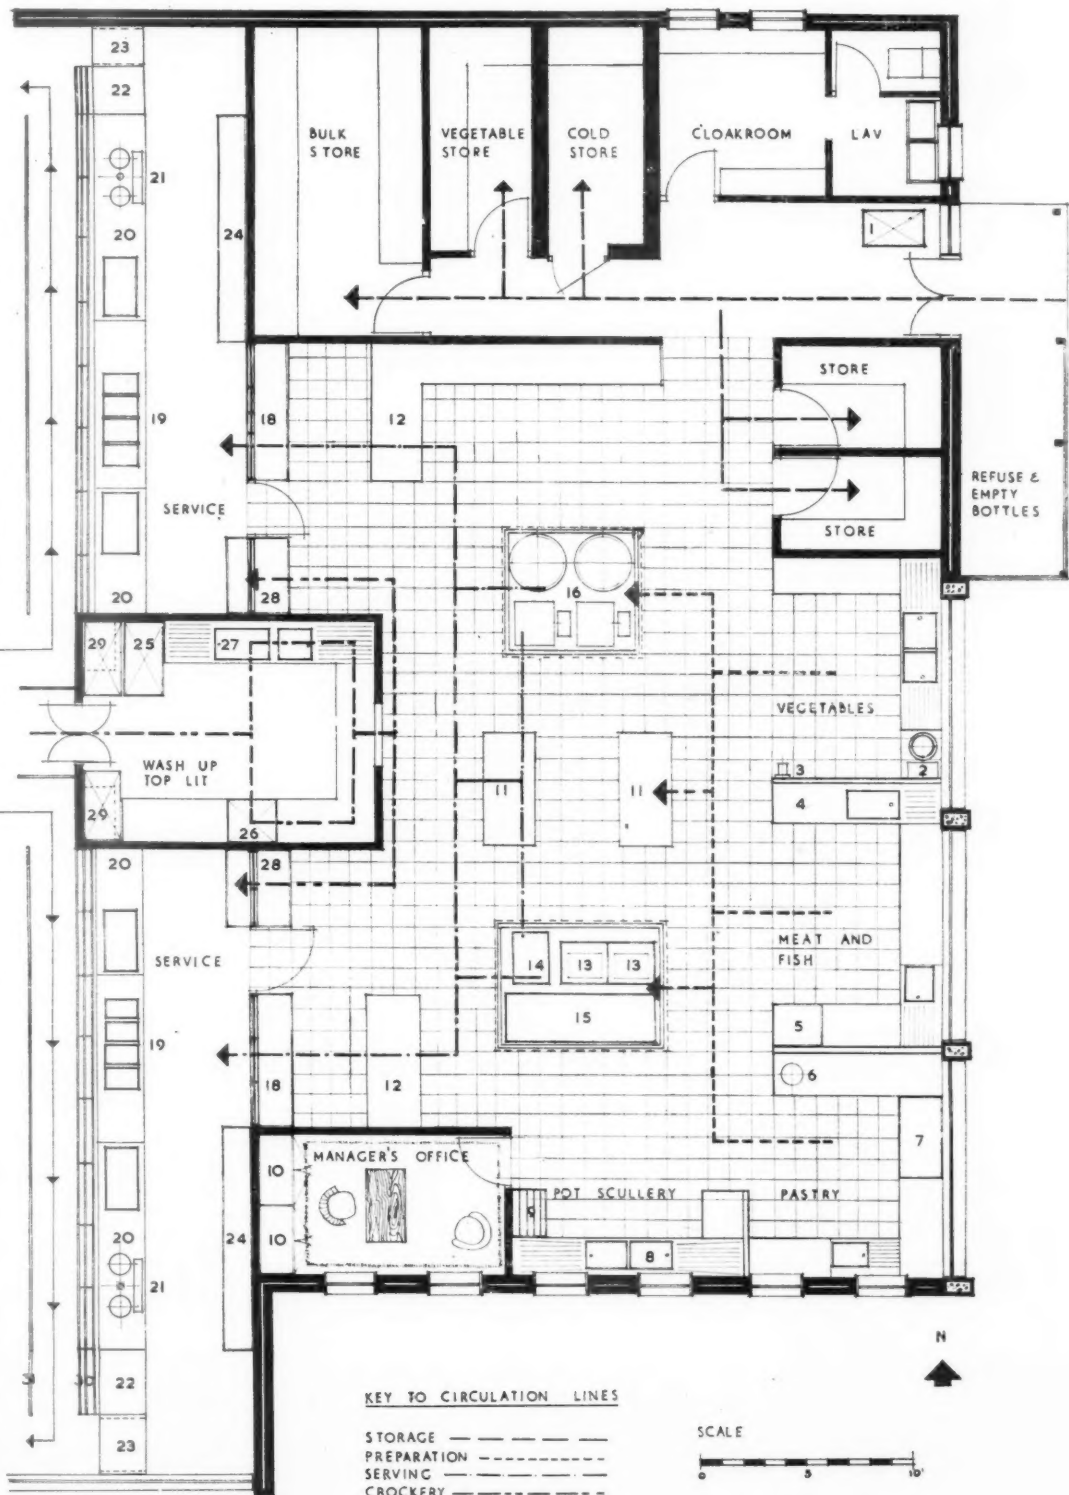 23
22
BULK
STORE
VEGETABLE
STORE
COLD
STORE
CLOAKROOM
LAV
21
20
24
1
STORE
19
18
12
REFUSE &
EMPTY
BOTTLES
SERVICE
STORE
16
20
28
29
25
27
VEGETABLES
WASH UP
TOP LIT
3
2
11
11
4
29
26
20
28
MEAT AND
FISH
SERVICE
14
13
13
15
5
19
6
18
12
7
MANAGER'S OFFICE
10
POT SCULLERY
PASTRY
9
10
20
24
8
21
N
22
KEY TO CIRCULATION LINES
STORAGE
PREPARATION
SERVING
CROCKERY
SCALE
0 5 10'
23